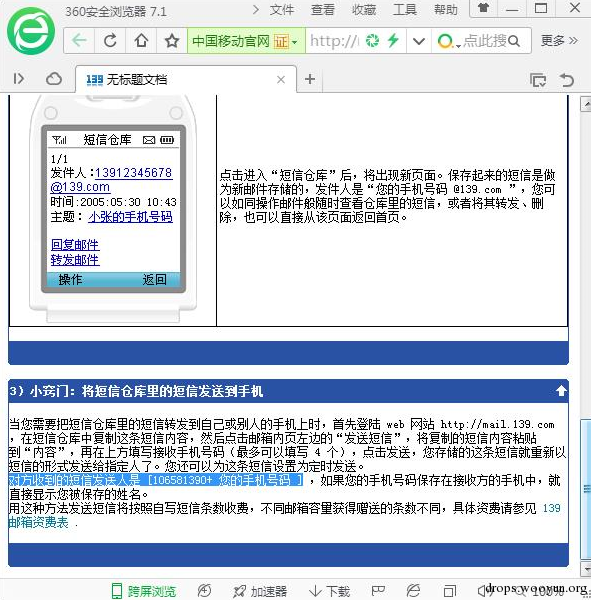 360安全浏览器 7.1
文件 查看 收藏 工具 帮助
中国移动官网 证 http:/ 点此搜 更多 »
139 无标题文档
短信仓库
1/1
发件人:13912345678
@139.com
时间:2005:05:30 10:43
主题: 小张的手机号码
回复邮件
转发邮件
操作 返回
点击进入“短信仓库”后，将出现新页面。保存起来的短信是做
为新邮件存储的，发件人是“您的手机号码 @139.com ”，您可
以如同操作邮件般随时查看仓库里的短信，或者将其转发、删
除，也可以直接从该页面返回首页。
3）小窍门：将短信仓库里的短信发送到手机
当您需要把短信仓库里的短信转发到自己或别人的手机上时，首先登陆 web 网站 http://mail.139.com
，在短信仓库中复制这条短信内容，然后点击邮箱页左边的“发送短信”，将复制的短信内容粘贴
到“内容”，再在上方填写接收手机号码（最多可以填写 4 个），点击发送，您存储的这条短信就重新以
短信的形式发送给指定人了。您还可以为这条短信设置为定时发送。
对方收到的短信发送人是 [106581390+ 您的手机号码 ] ，如果您的手机号码保存在接收方的手机中，就
直接显示您被保存的姓名。
用这种方法发送短信将按照自写短信条数收费，不同邮箱容量获得赠送的条数不同，具体资费请参见 139
邮箱资费表 .
跨屏浏览 加速器 下载 100%
drops.wooyun.org